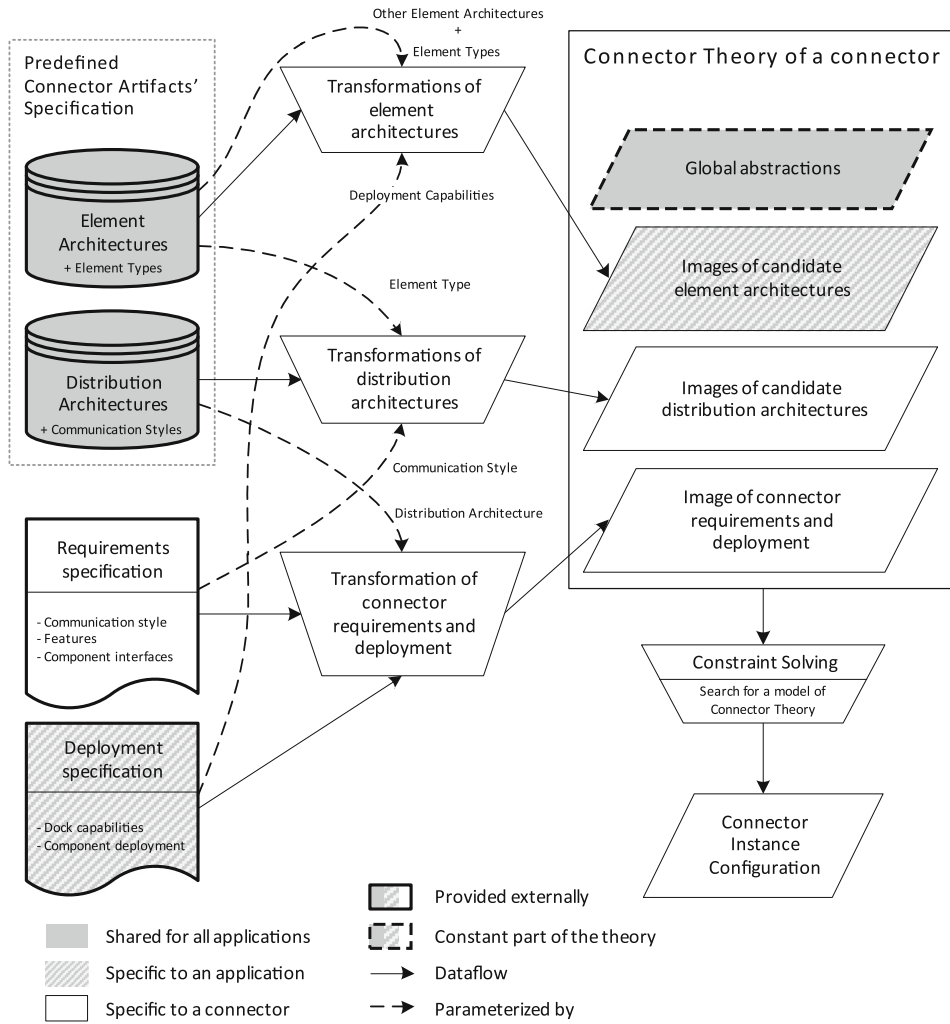 Other Element Architectures
+
Element Types
Predefined
Connector Artifacts'
Specification
Element
Architectures
+ Element Types
Distribution
Architectures
+ Communication Styles
Requirements
specification
- Communication style
- Features
- Component interfaces
Deployment
specification
- Dock capabilities
- Component deployment
Transformations of
element
architectures
Deployment Capabilities
Element Type
Transformations of
distribution
architectures
Communication Style
Distribution Architecture
Transformation of
connector
requirements and
deployment
Connector Theory of a connector
Global abstractions
Images of candidate
element architectures
Images of candidate
distribution architectures
Image of connector
requirements and
deployment
Constraint Solving
Search for a model of
Connector Theory
Connector
Instance
Configuration
Shared for all applications
Specific to an application
Specific to a connector
Provided externally
Constant part of the theory
Dataflow
Parameterized by